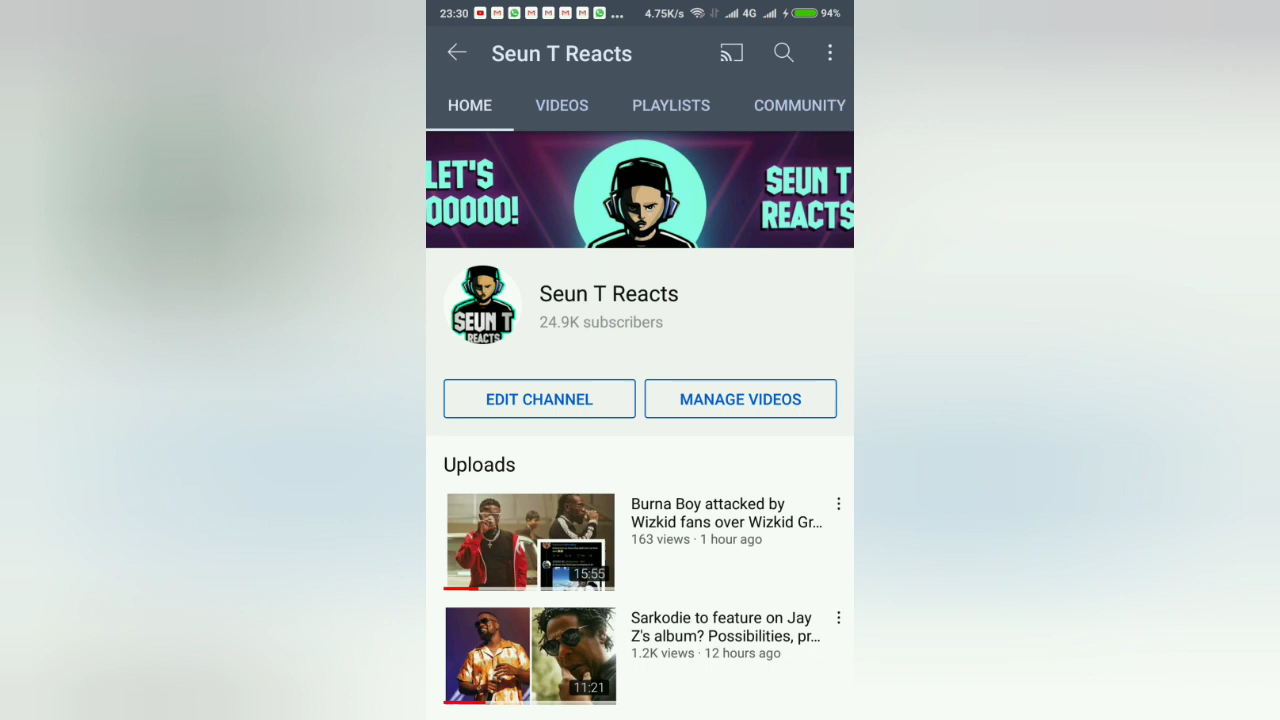 23:30 ... 4.75K/s 4G 94%
Seun T Reacts
HOME VIDEOS PLAYLISTS COMMUNITY
LET'S SEUN T
OOOOO! REACTS
SEUN T
REACTS
Seun T Reacts
24.9K subscribers
EDIT CHANNEL MANAGE VIDEOS
Uploads
Burna Boy attacked by
Wizkid fans over Wizkid Gr...
163 views · 1 hour ago
15:55
Sarkodie to feature on Jay
Z's album? Possibilities, pr...
1.2K views · 12 hours ago
11:21